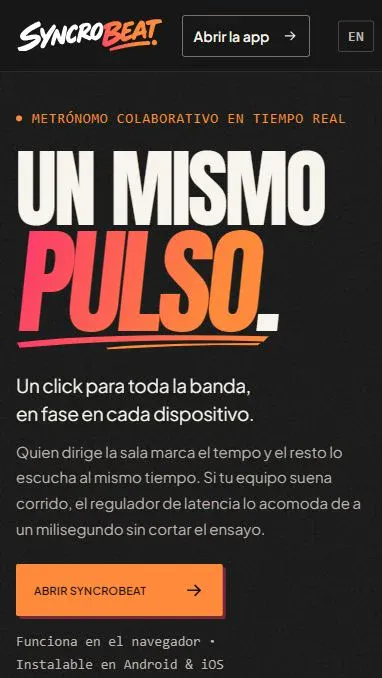 SYNCROBEAT
Abrir la app →
EN
• METRÓNOMO COLABORATIVO EN TIEMPO REAL
UN MISMO
PULSO.
Un click para toda la banda,
en fase en cada dispositivo.
Quien dirige la sala marca el tempo y el resto lo
escucha al mismo tiempo. Si tu equipo suena
corrido, el regulador de latencia lo acomoda de a
un milisegundo sin cortar el ensayo.
ABRIR SYNCROBEAT →
Funciona en el navegador •
Instalable en Android & iOS